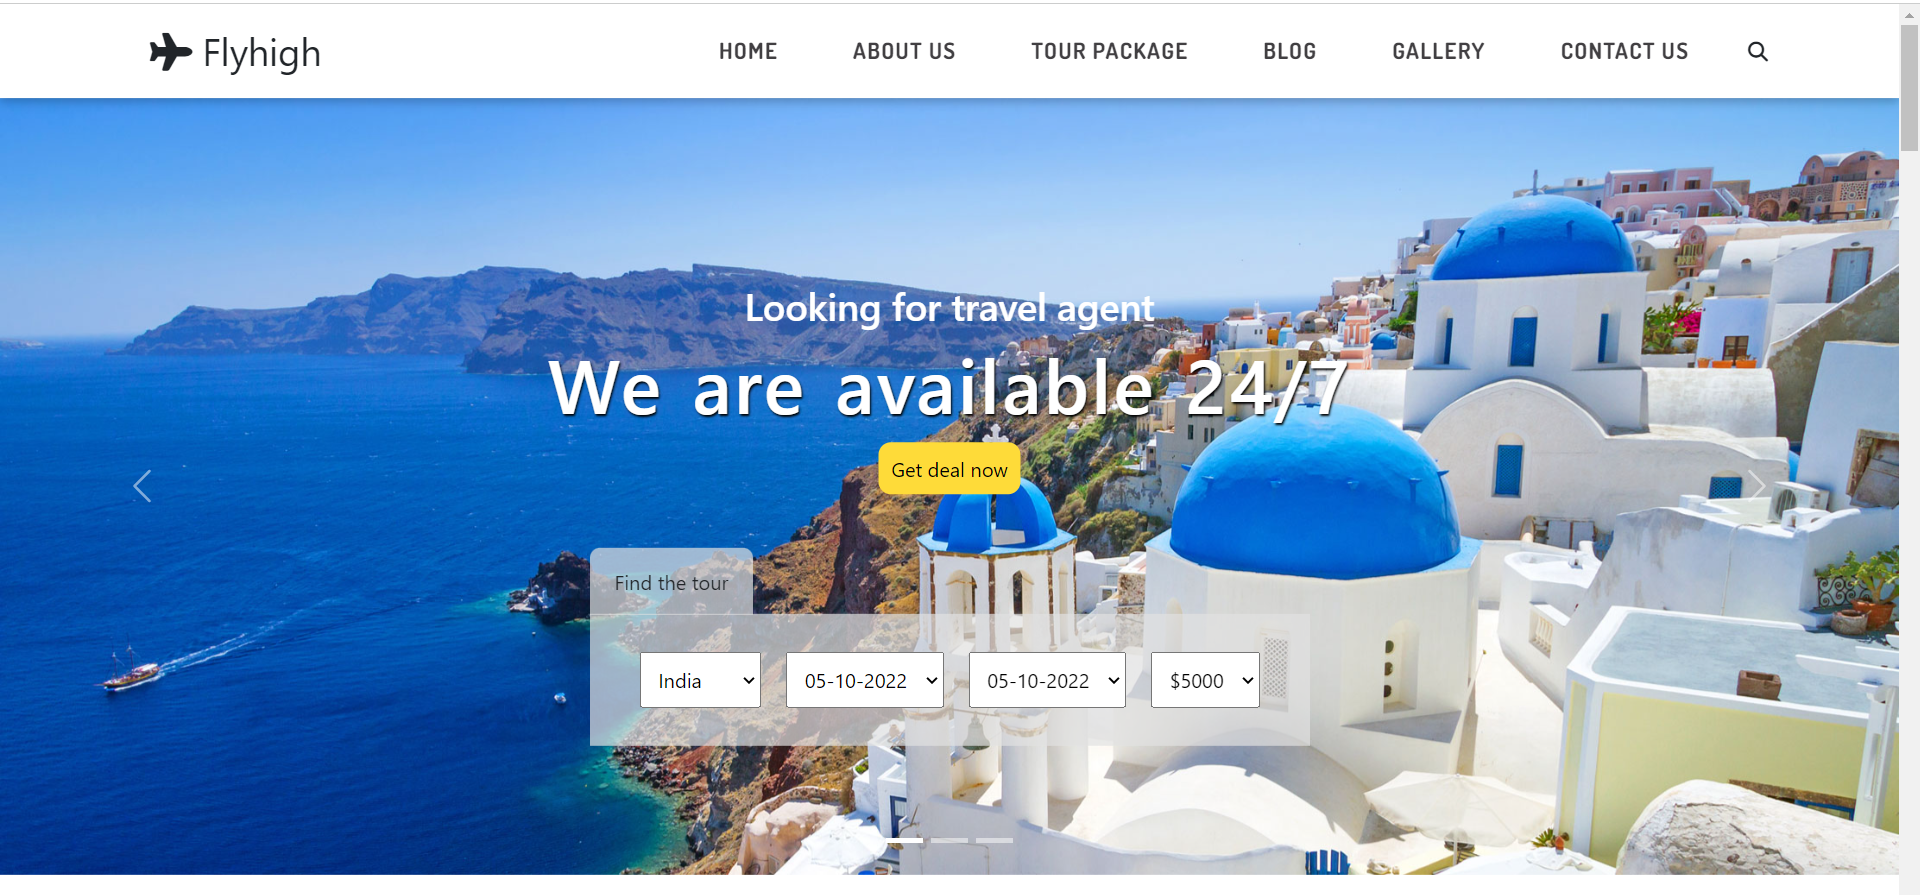 Flyhigh HOME ABOUT US TOUR PACKAGE BLOG GALLERY CONTACT US
Looking for travel agent
We are available 24/7
Get deal now
Find the tour
India 05-10-2022 05-10-2022 $5000